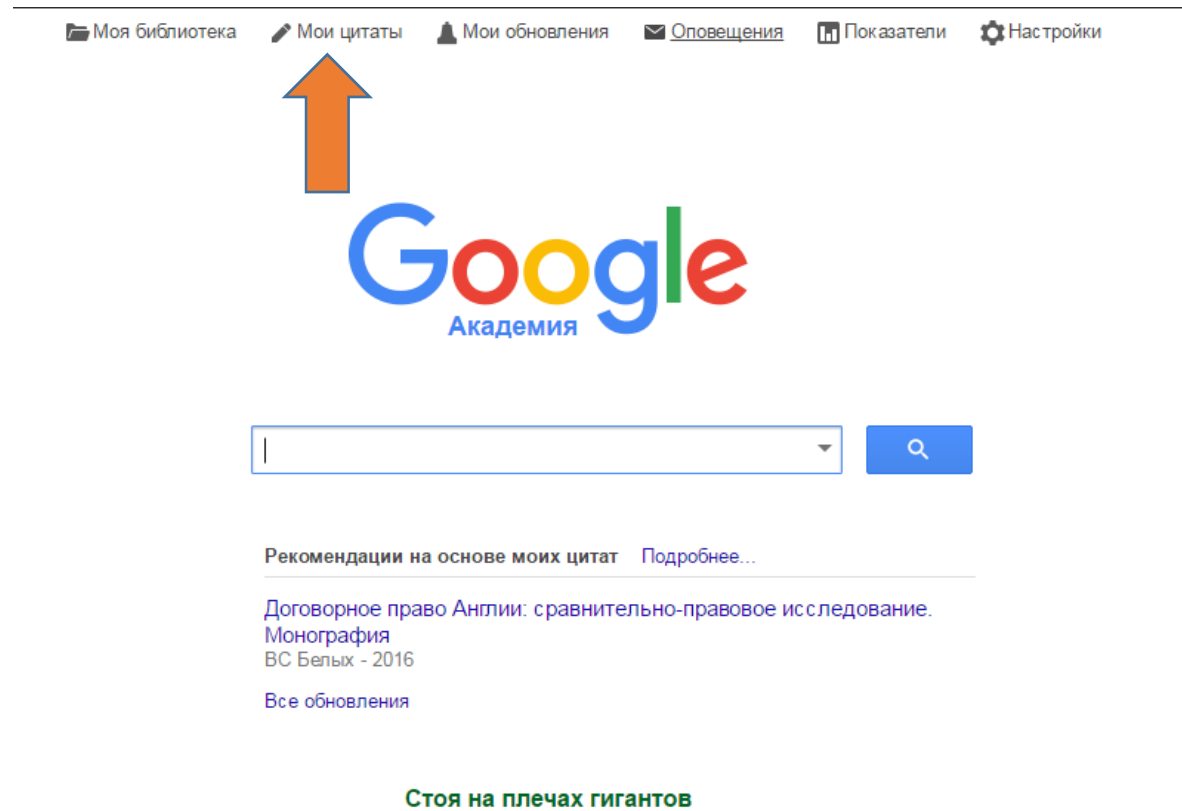 Моя библиотека Мои цитаты Мои обновления Оповещения Показатели Настройки
Google
Академия
Рекомендации на основе моих цитат Подробнее...
Договорное право Англии: сравнительно-правовое исследование.
Монография
ВС Белых - 2016
Все обновления
Стоя на плечах гигантов